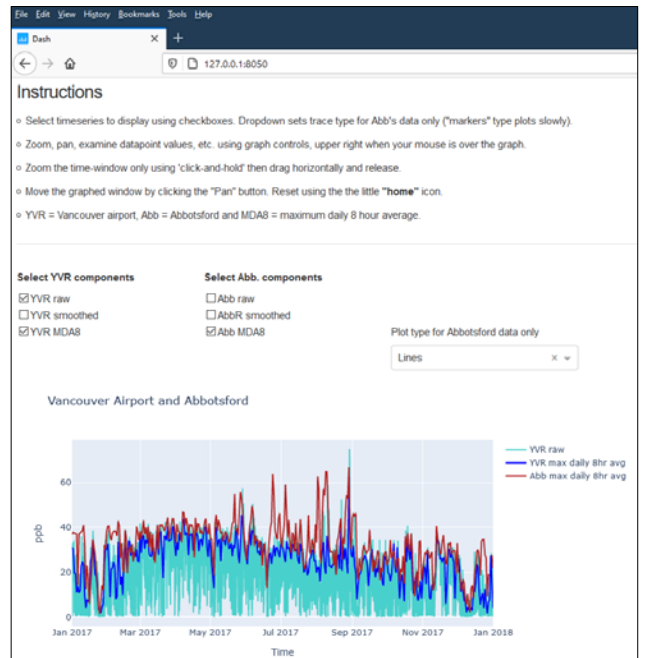 File Edit View History Bookmarks Tools Help
Dash
127.0.0.1:8050
Instructions
Select timeseries to display using checkboxes. Dropdown sets trace type for Abb's data only ("markers" type plots slowly).
Zoom, pan, examine datapoint values, etc. using graph controls, upper right when your mouse is over the graph.
Zoom the time-window only using 'click-and-hold' then drag horizontally and release.
Move the graphed window by clicking the "Pan" button. Reset using the the little "home" icon.
YVR = Vancouver airport, Abb = Abbotsford and MDA8 = maximum daily 8 hour average.
Select YVR components Select Abb. components
YVR raw Abb raw
YVR smoothed AbbR smoothed
YVR MDA8 Abb MDA8 Plot type for Abbotsford data only
Lines
Vancouver Airport and Abbotsford
YVR raw
YVR max daily 8hr avg
Abb max daily 8hr avg
60
40
20
0
ppb
Jan 2017 Mar 2017 May 2017 Jul 2017 Sep 2017 Nov 2017 Jan 2018
Time